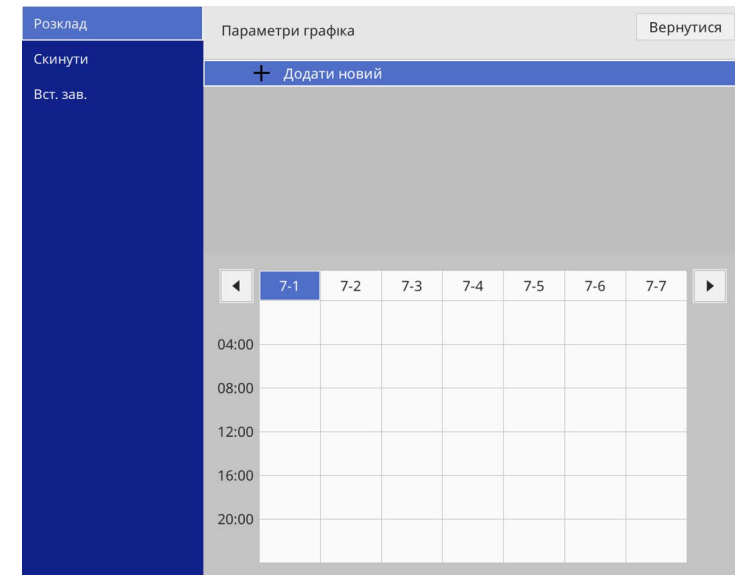 Розклад
Скинути
Вст. зав.
Параметри графіка
Вернутися
Додати новий
7-1 7-2 7-3 7-4 7-5 7-6 7-7
04:00
08:00
12:00
16:00
20:00